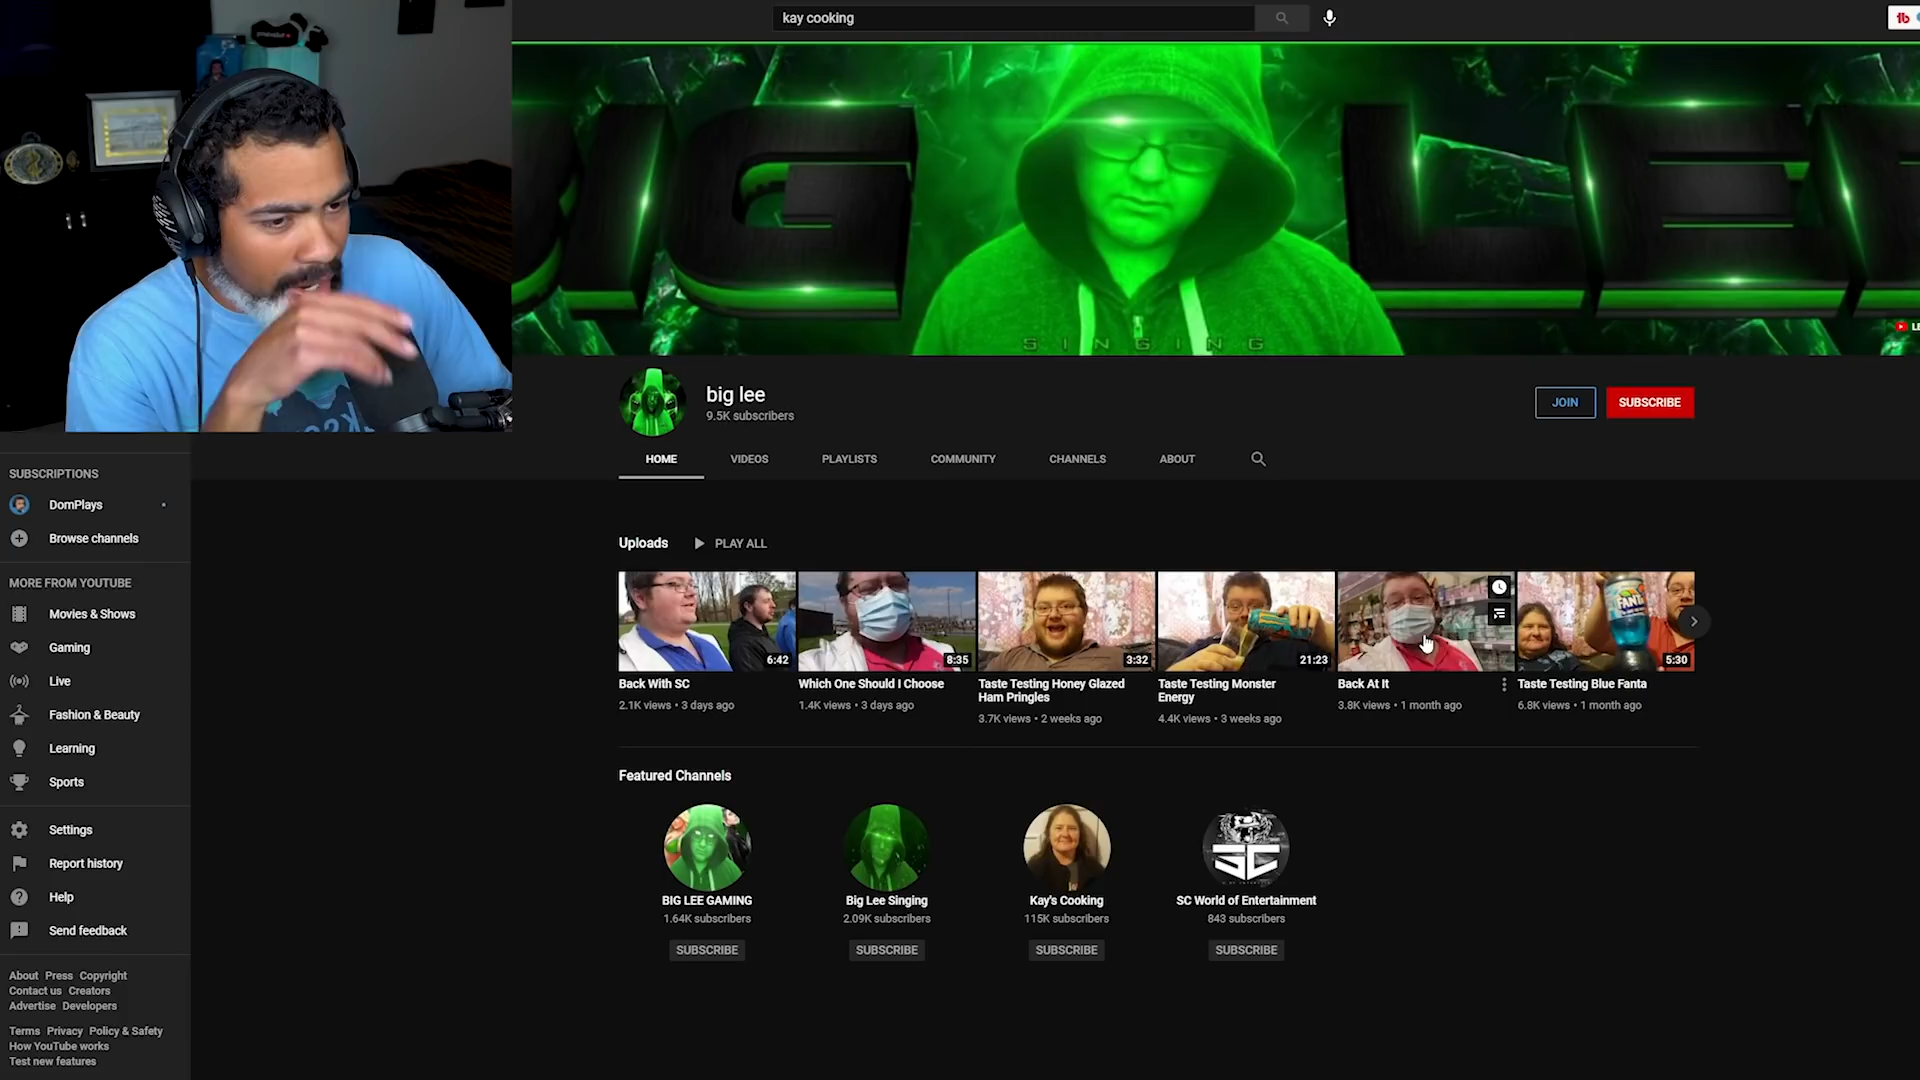 kay cooking
IG LEE
SINGING
big lee
9.5K subscribers
JOIN
SUBSCRIBE
HOME
VIDEOS
PLAYLISTS
COMMUNITY
CHANNELS
ABOUT
SUBSCRIPTIONS
DomPlays
Browse channels
MORE FROM YOUTUBE
Movies & Shows
Gaming
Live
Fashion & Beauty
Learning
Sports
Settings
Report history
Help
Send feedback
About Press Copyright
Contact us Creators
Advertise Developers
Terms Privacy Policy & Safety
How YouTube works
Test new features
Uploads
PLAY ALL
6:42
Back With SC
2.1K views • 3 days ago
8:35
Which One Should I Choose
1.4K views • 3 days ago
3:32
Taste Testing Honey Glazed
Ham Pringles
3.7K views • 2 weeks ago
21:23
Taste Testing Monster
Energy
4.4K views • 3 weeks ago
Back At It
3.8K views • 1 month ago
FANTA
5:30
Taste Testing Blue Fanta
6.8K views • 1 month ago
Featured Channels
BIG LEE GAMING
1.64K subscribers
SUBSCRIBE
Big Lee Singing
2.09K subscribers
SUBSCRIBE
Kay's Cooking
115K subscribers
SUBSCRIBE
SC
SC World of Entertainment
843 subscribers
SUBSCRIBE